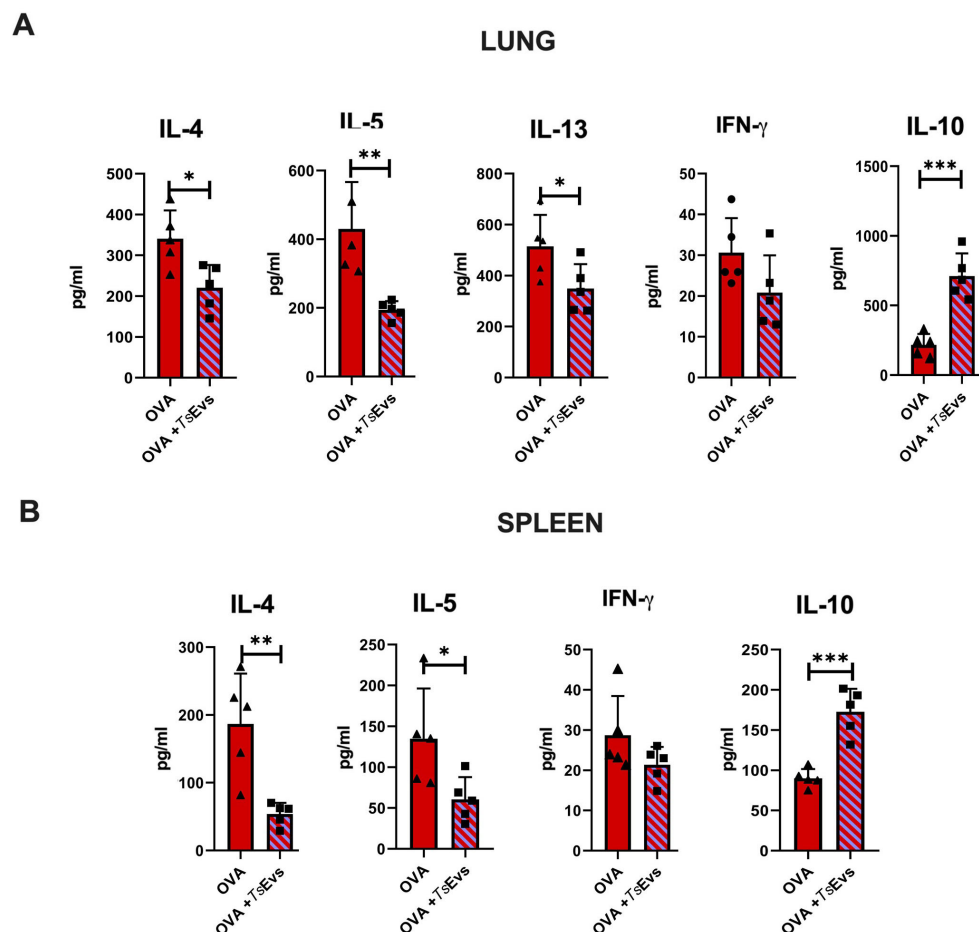 A
LUNG
IL-4
pg/ml
500
400
300
200
100
0
*
OVA
OVA +TsEvs
IL-5
pg/ml
600
400
200
0
**
OVA
OVA +TsEvs
IL-13
pg/ml
800
600
400
200
0
*
OVA
OVA +TsEvs
IFN-γ
pg/ml
50
40
30
20
10
0
OVA
OVA +TsEvs
IL-10
pg/ml
1500
1000
500
0
***
OVA
OVA +TsEvs
B
SPLEEN
IL-4
pg/ml
300
200
100
0
**
OVA
OVA +TsEvs
IL-5
pg/ml
250
200
150
100
50
0
*
OVA
OVA +TsEvs
IFN-γ
pg/ml
50
40
30
20
10
0
OVA
OVA +TsEvs
IL-10
pg/ml
250
200
150
100
50
0
***
OVA
OVA +TsEvs